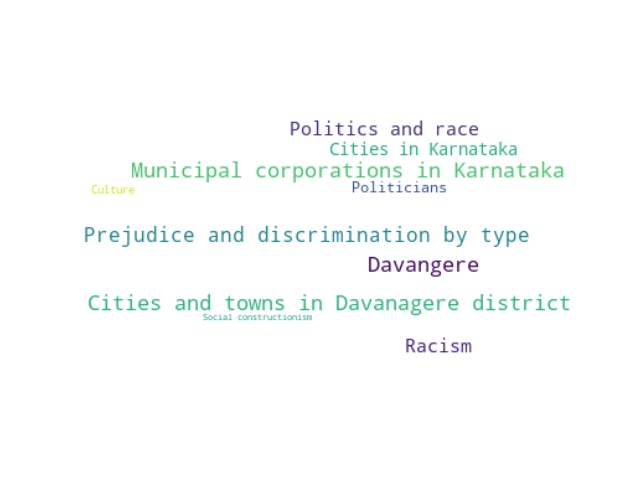 Politics and race
Cities in Karnataka
Municipal corporations in Karnataka
Culture
Politicians
Prejudice and discrimination by type
Davangere
Cities and towns in Davanagere district
Social constructionism
Racism